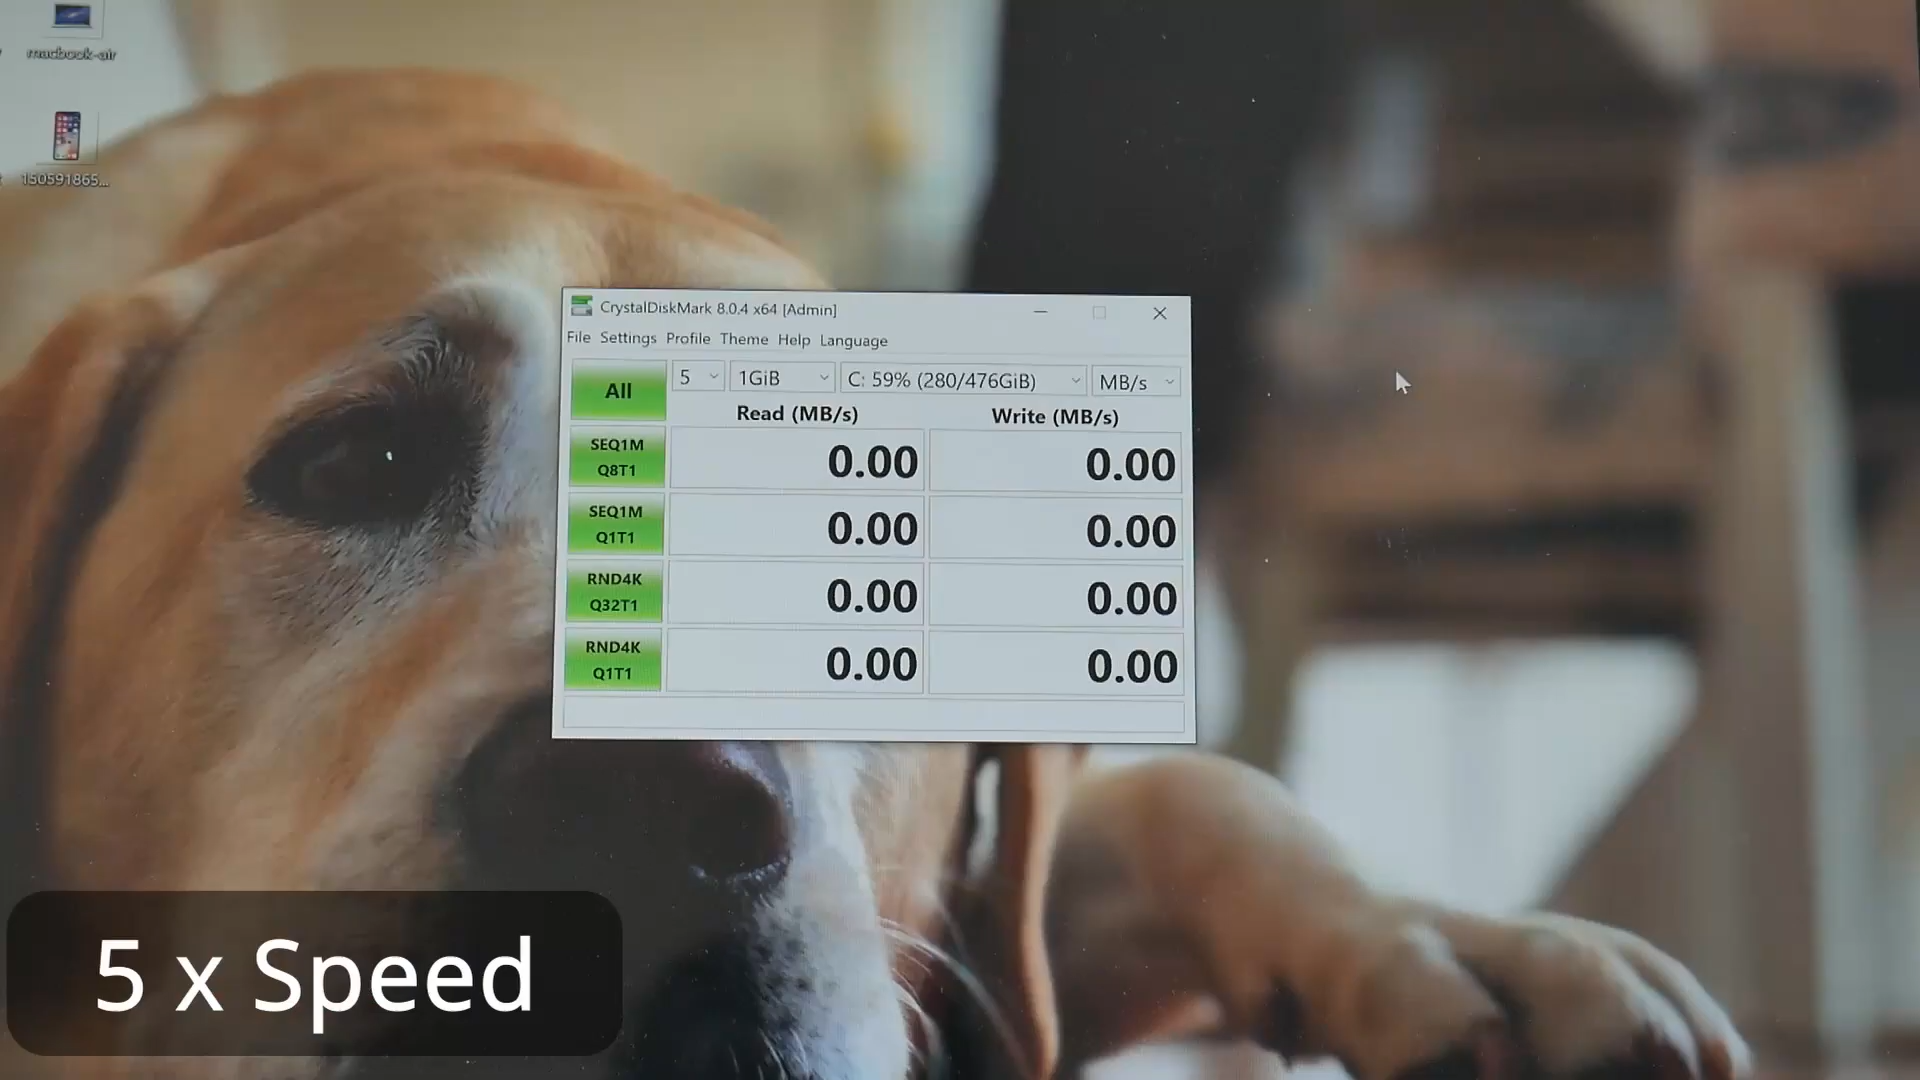 macbook-air
150591865...
CrystalDiskMark 8.0.4 x64 [Admin]
File Settings Profile Theme Help Language
All
5
1GiB
C: 59% (280/476GiB)
MB/s
Read (MB/s)
Write (MB/s)
SEQ1M
Q8T1
0.00
0.00
SEQ1M
Q1T1
0.00
0.00
RND4K
Q32T1
0.00
0.00
RND4K
Q1T1
0.00
0.00
5 x Speed